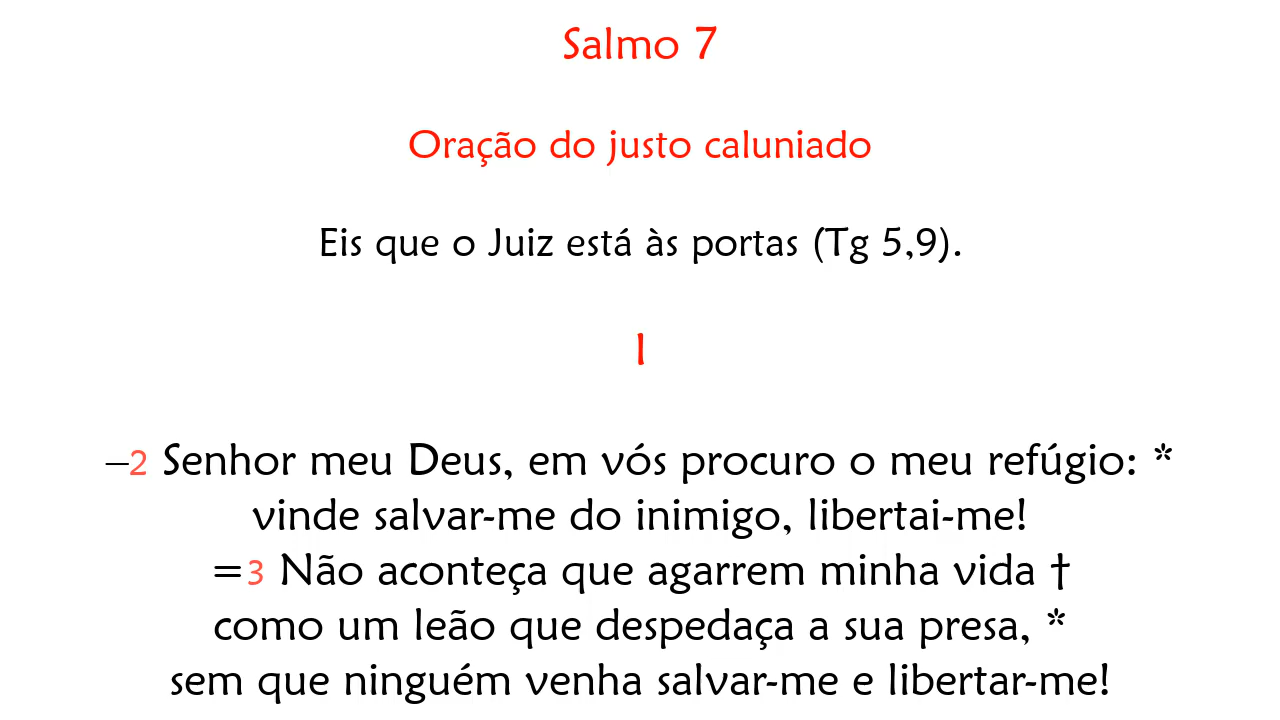 Salmo 7
Oração do justo caluniado
Eis que o Juiz está às portas (Tg 5,9).
I
–2 Senhor meu Deus, em vós procuro o meu refúgio: *
vinde salvar-me do inimigo, libertai-me!
=3 Não aconteça que agarrem minha vida †
como um leão que despedaça a sua presa, *
sem que ninguém venha salvar-me e libertar-me!